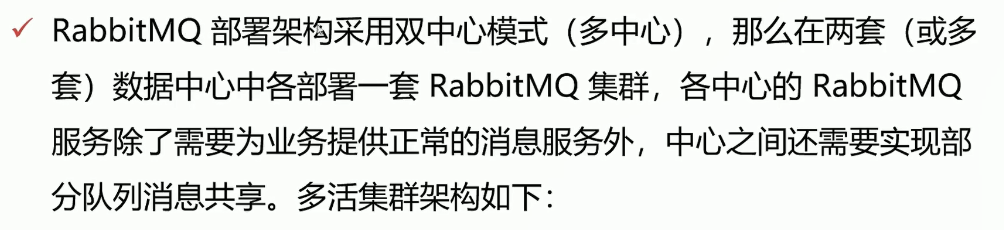 ✓ RabbitMQ 部署架构采用双中心模式（多中心），那么在两套（或多
套）数据中心中各部署一套 RabbitMQ 集群，各中心的 RabbitMQ
服务除了需要为业务提供正常的消息服务外，中心之间还需要实现部
分队列消息共享。多活集群架构如下：